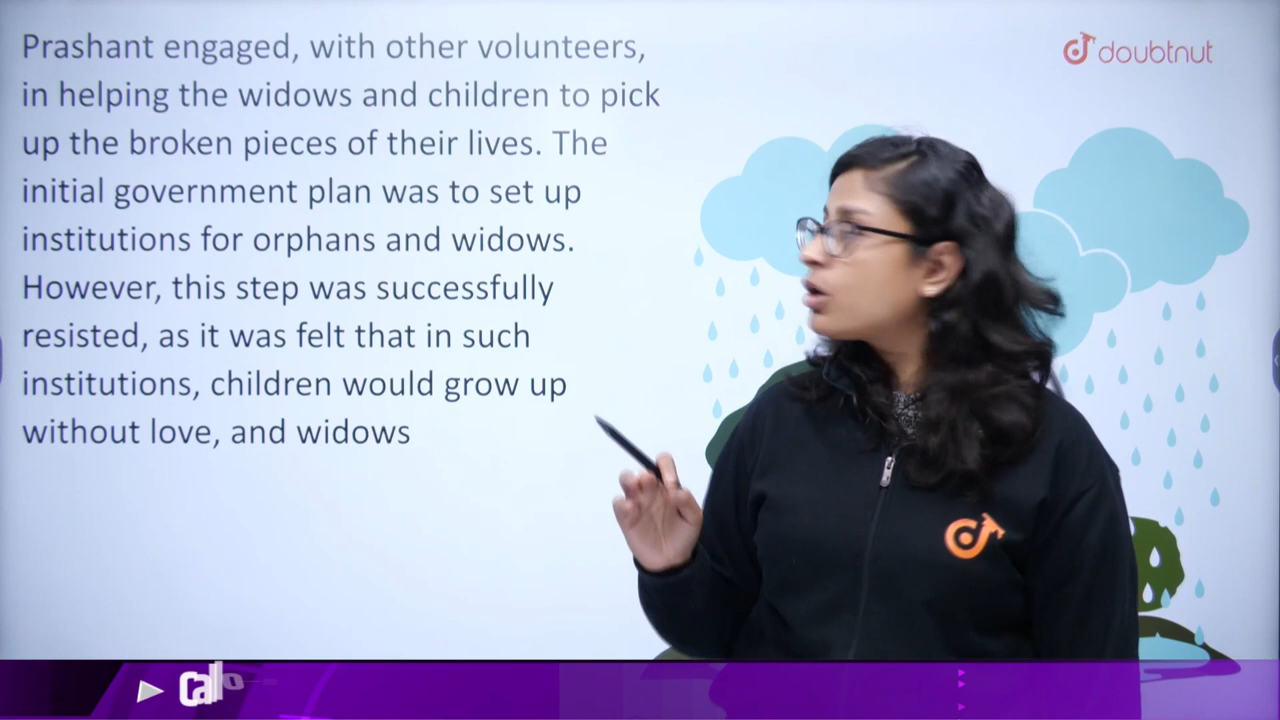 Prashant engaged, with other volunteers,
in helping the widows and children to pick
up the broken pieces of their lives. The
initial government plan was to set up
institutions for orphans and widows.
However, this step was successfully
resisted, as it was felt that in such
institutions, children would grow up
without love, and widows
doubtnut